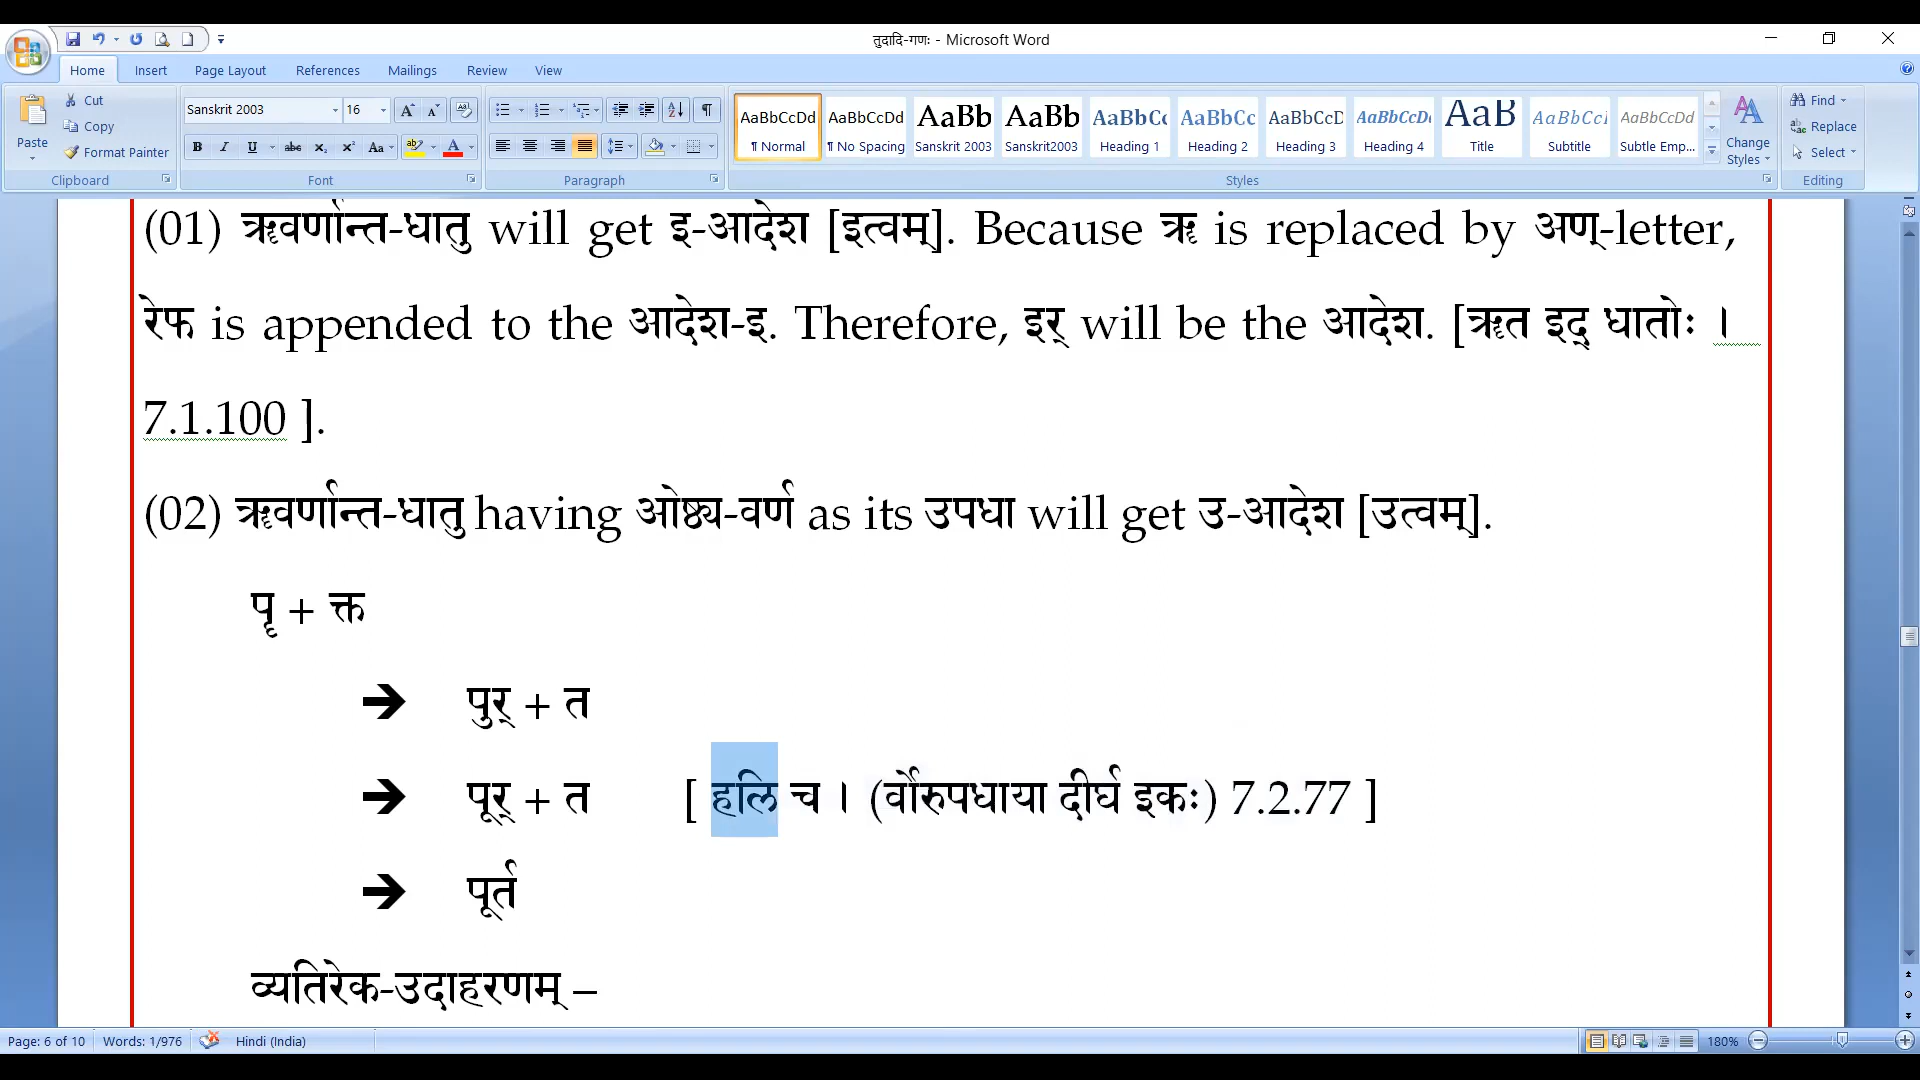 तुदादि-गणः - Microsoft Word
Home Insert Page Layout References Mailings Review View
Paste
Cut
Copy
Format Painter
Clipboard
Sanskrit 2003 16
Font
Paragraph
AaBbCcDd AaBbCcDd AaBb AaBb AaBbCc AaBbCc AaBbCcD AaBbCcDc AaB AaBbCcl AaBbCcDd
¶ Normal ¶ No Spacing Sanskrit 2003 Sanskrit2003 Heading 1 Heading 2 Heading 3 Heading 4 Title Subtitle Subtle Emp...
Change Styles
Styles
Find
Replace
Select
Editing
(01) ॠवर्णान्त-धातु will get इ-आदेश [इत्वम्]. Because ॠ is replaced by अण्-letter,
रेफ is appended to the आदेश-इ. Therefore, इर् will be the आदेश. [ॠत इद् धातोः ।
7.1.100 ].
(02) ॠवर्णान्त-धातु having ओष्ठ्य-वर्ण as its उपधा will get उ-आदेश [उत्वम्].
पॄ + क्त
➔ पुर् + त
➔ पूर् + त [ हलि च । (र्वोरुपधाया दीर्घ इकः) 7.2.77 ]
➔ पूर्त
व्यतिरेक-उदाहरणम् –
Page: 6 of 10 Words: 1/976 Hindi (India) 180%